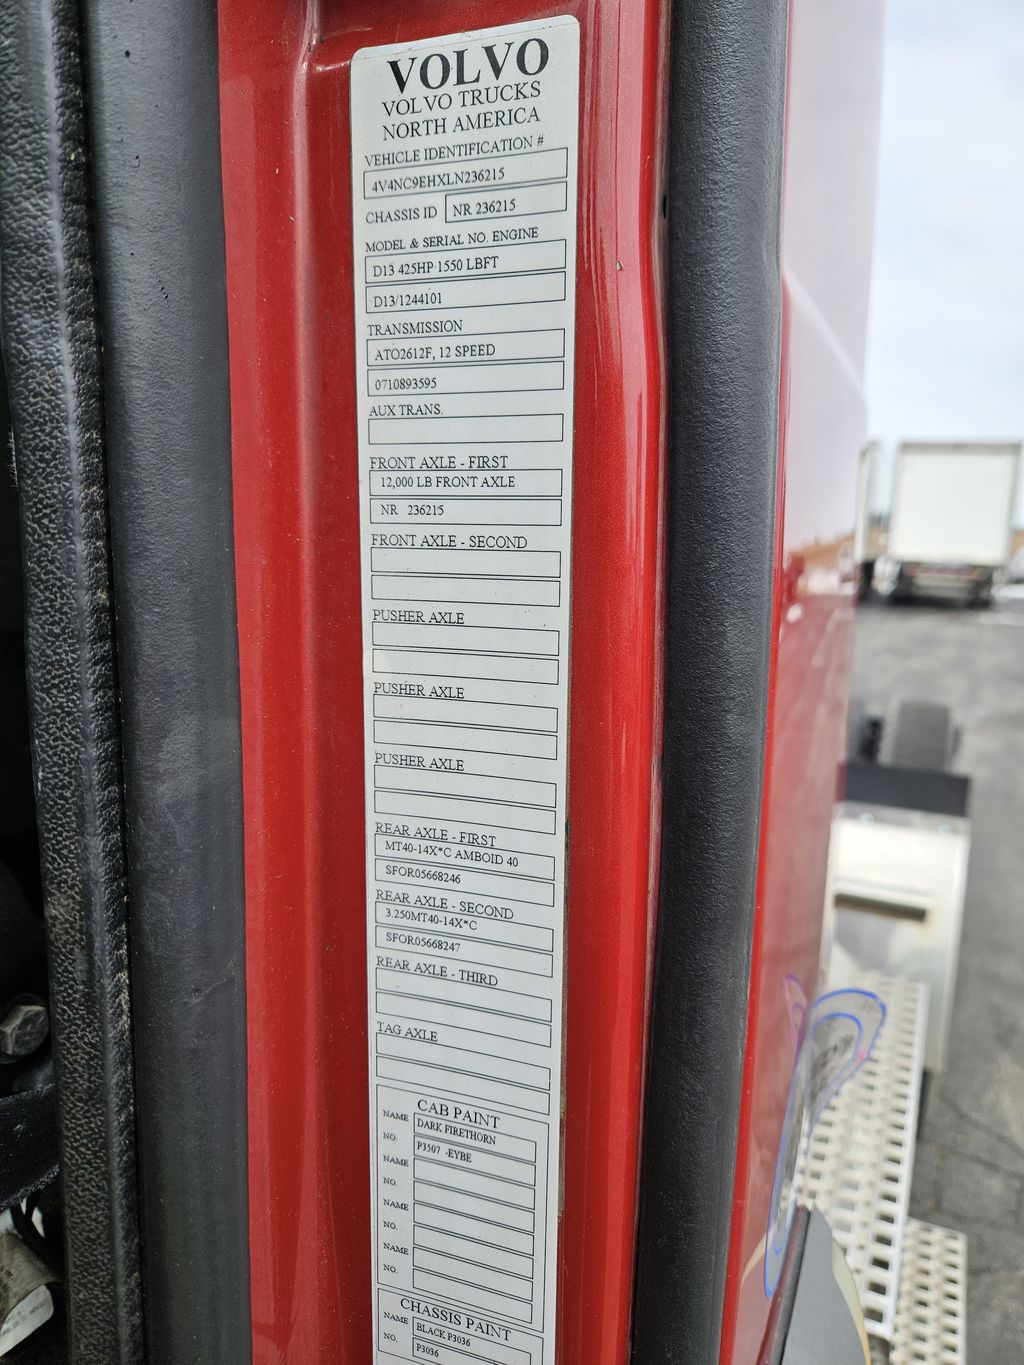 VOLVO
VOLVO TRUCKS
NORTH AMERICA
VEHICLE IDENTIFICATION #
4V4NC9EHXLN236215
CHASSIS ID NR 236215
MODEL & SERIAL NO. ENGINE
D13 425HP 1550 LBFT
D13/1244101
TRANSMISSION
ATO2612F, 12 SPEED
0710893595
AUX TRANS.
FRONT AXLE - FIRST
12,000 LB FRONT AXLE
NR 236215
FRONT AXLE - SECOND
PUSHER AXLE
PUSHER AXLE
PUSHER AXLE
REAR AXLE - FIRST
MT40-14X*C AMBOID 40
SFOR05668246
REAR AXLE - SECOND
3.250MT40-14X*C
SFOR05668247
REAR AXLE - THIRD
TAG AXLE
CAB PAINT
NAME DARK FIRETHORN
NO. P3507 -EYBE
NAME
NO.
NAME
NO.
NAME
NO.
CHASSIS PAINT
NAME BLACK P3036
NO. P3036